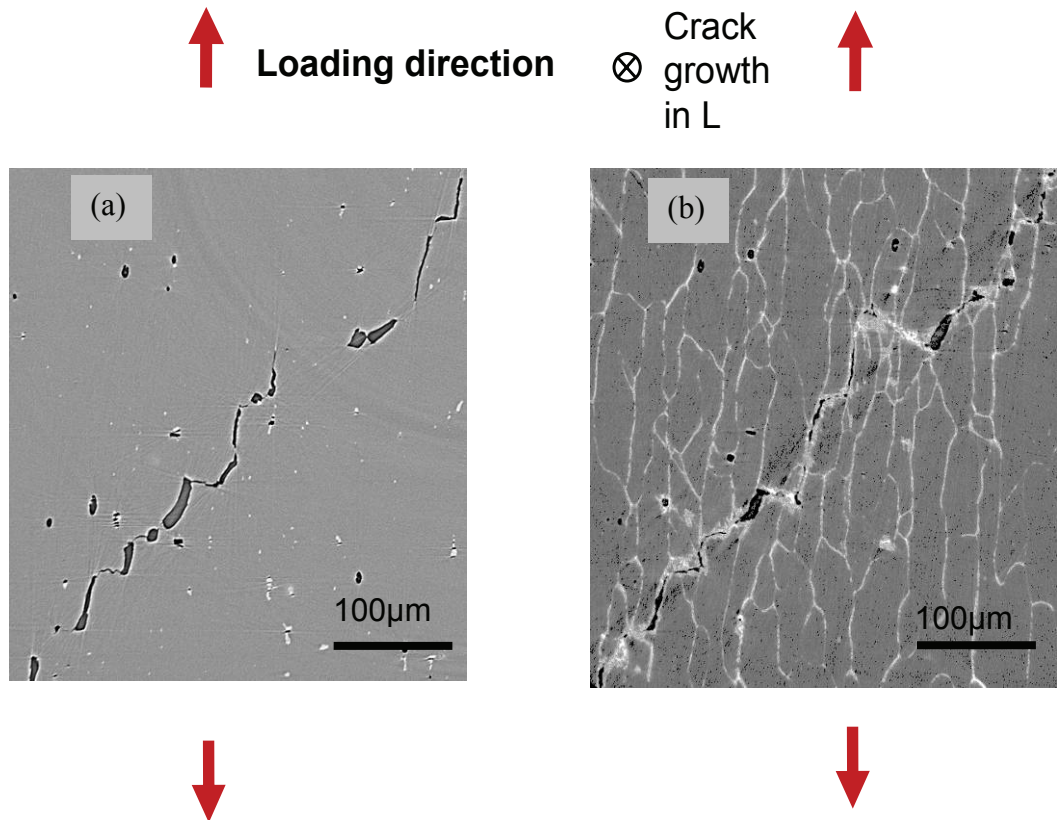 Loading direction
Crack
growth
in L
(a)
(b)
100µm
100µm